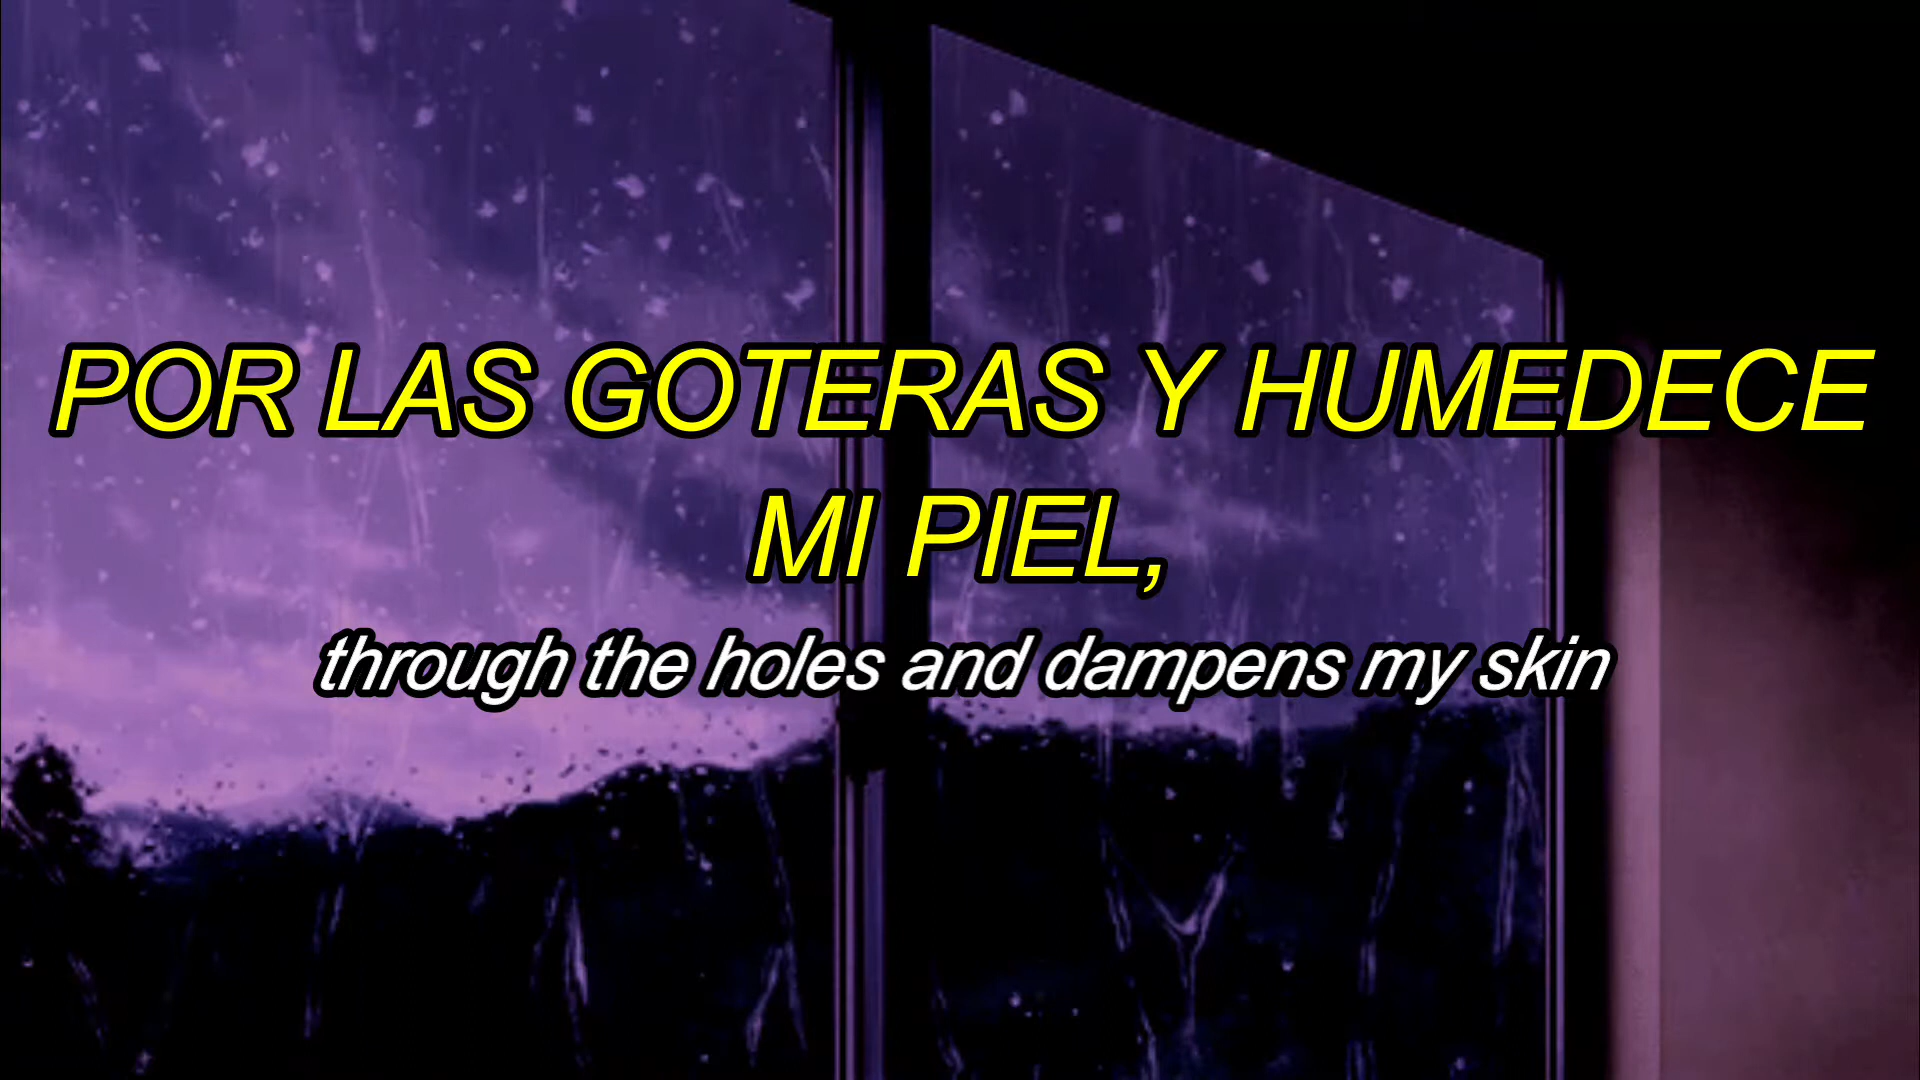 POR LAS GOTERAS Y HUMEDECE
MI PIEL,
through the holes and dampens my skin